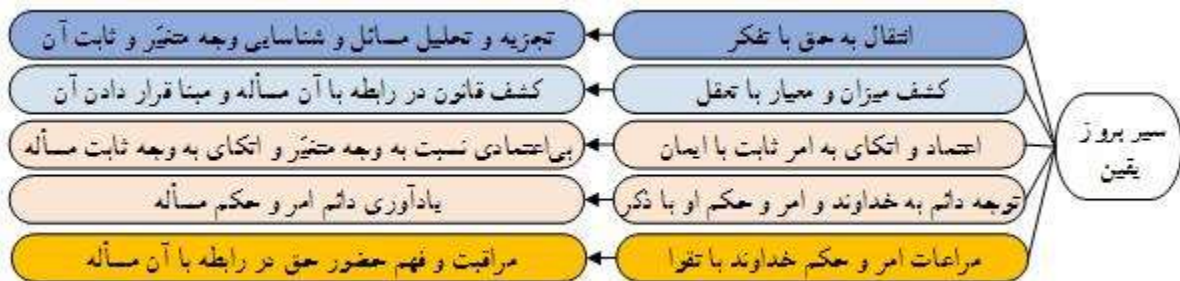 سیر بروز
یقین
انتقال به حق با تفکر
تجزیه و تحلیل مسائل و شناسایی وجه متغیّر و ثابت آن
کشف میزان و معیار با تعقل
کشف قانون در رابطه با آن مسأله و مبنا قرار دادن آن
اعتماد و اتکای به امر ثابت با ایمان
بی‌اعتمادی نسبت به وجه متغیّر و اتکای به وجه ثابت مسأله
توجه دائم به خداوند و امر و حکم او با ذکر
یادآوری دائم امر و حکم مسأله
مراعات امر و حکم خداوند با تقوا
مراقبت و فهم حضور حق در رابطه با آن مسأله